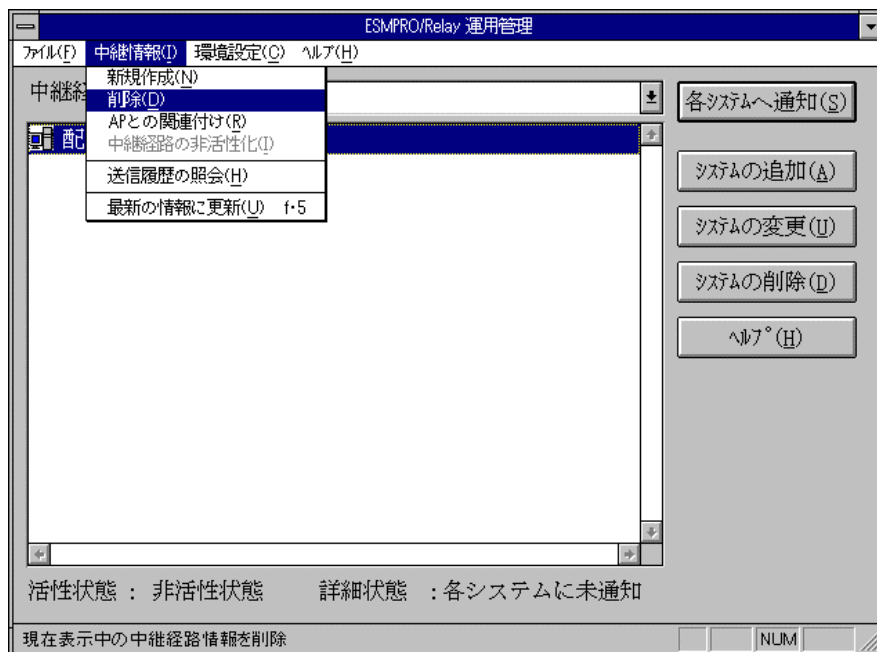 ESMPRO/Relay 運用管理
ﾌｧｲﾙ(F) 中継情報(I) 環境設定(C) ﾍﾙﾌﾟ(H)
新規作成(N)
削除(D)
APとの関連付け(R)
中継経路の非活性化(I)
送信履歴の照会(H)
最新の情報に更新(U) f･5
中継経
配
各ｼｽﾃﾑへ通知(S)
ｼｽﾃﾑの追加(A)
ｼｽﾃﾑの変更(U)
ｼｽﾃﾑの削除(D)
ﾍﾙﾌﾟ(H)
活性状態 : 非活性状態 詳細状態 :各システムに未通知
現在表示中の中継経路情報を削除 NUM